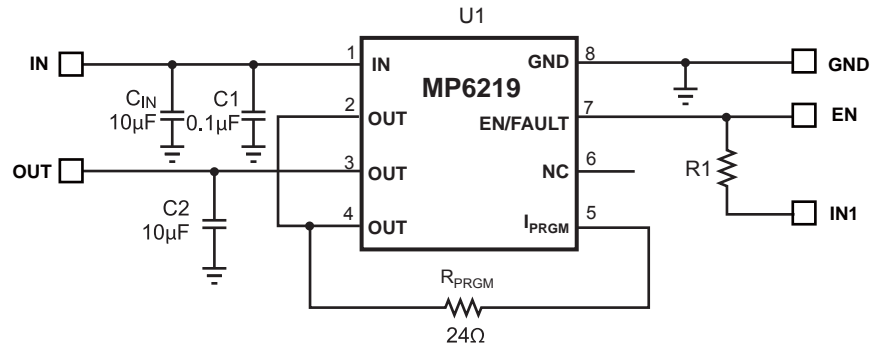 U1
IN
CIN
10µF
C1
0.1µF
OUT
C2
10µF
1
2
3
4
IN
OUT
OUT
OUT
MP6219
GND
EN/FAULT
NC
IPRGM
8
7
6
5
RPRGM
24Ω
GND
EN
R1
IN1